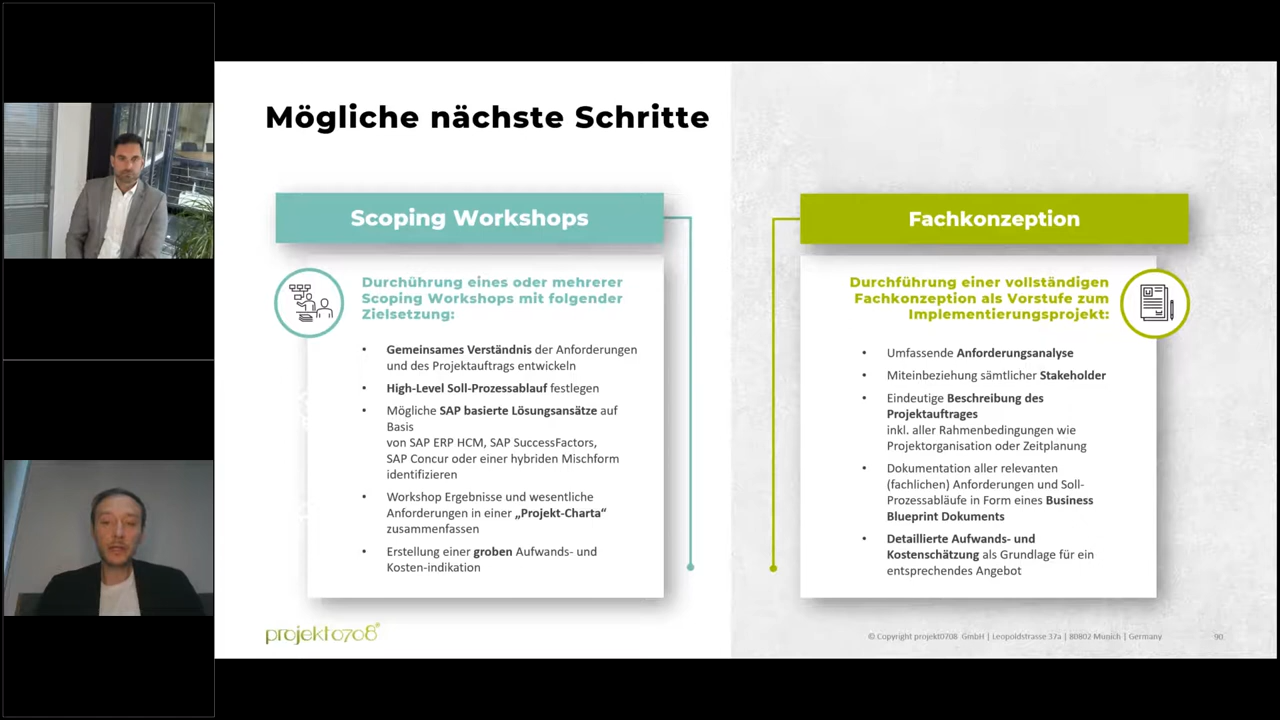 Mögliche nächste Schritte
Scoping Workshops
Durchührung eines oder mehrerer
Scoping Workshops mit folgender
Zielsetzung:
• Gemeinsames Verständnis der Anforderungen
und des Projektauftrags entwickeln
• High-Level Soll-Prozessablauf festlegen
• Mögliche SAP basierte Lösungsansätze auf
Basis
von SAP ERP HCM, SAP SuccessFactors,
SAP Concur oder einer hybriden Mischform
identifizieren
• Workshop Ergebnisse und wesentliche
Anforderungen in einer „Projekt-Charta“
zusammenfassen
• Erstellung einer groben Aufwands- und
Kosten-indikation
Fachkonzeption
Durchführung einer vollständigen
Fachkonzeption als Vorstufe zum
Implementierungsprojekt:
• Umfassende Anforderungsanalyse
• Miteinbeziehung sämtlicher Stakeholder
• Eindeutige Beschreibung des
Projektauftrages
inkl. aller Rahmenbedingungen wie
Projektorganisation oder Zeitplanung
• Dokumentation aller relevanten
(fachlichen) Anforderungen und Soll-
Prozessabläufe in Form eines Business
Blueprint Dokuments
• Detaillierte Aufwands- und
Kostenschätzung als Grundlage für ein
entsprechendes Angebot
projekt0708®
© Copyright projekt0708 GmbH | Leopoldstrasse 37a | 80802 Munich | Germany
90